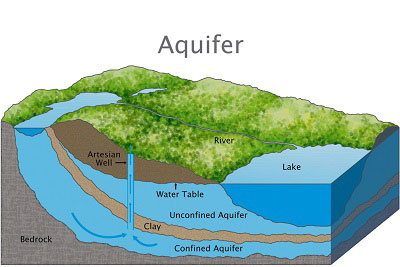 Aquifer
River
Artesian
Well
Lake
Water Table
Unconfined Aquifer
Clay
Bedrock
Confined Aquifer